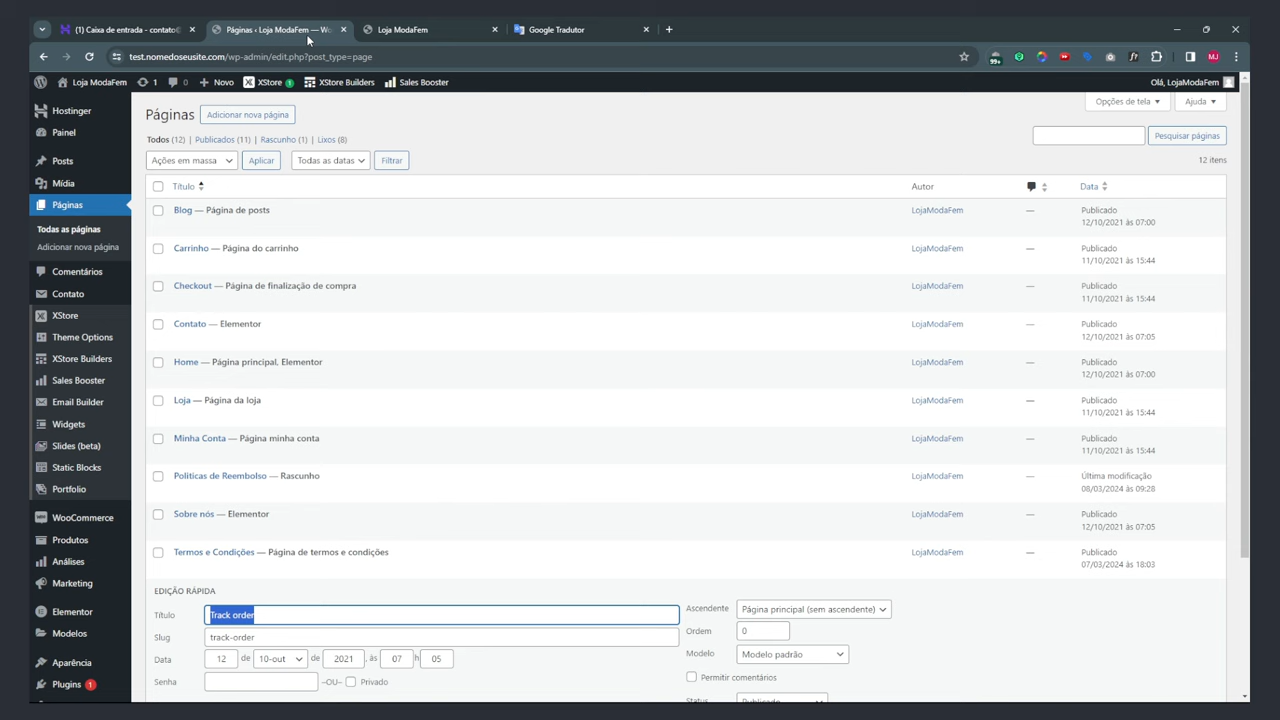 (1) Caixa de entrada - contato@
Páginas ‹ Loja ModaFem — Wo
Loja ModaFem
Google Tradutor
test.nomedoseusite.com/wp-admin/edit.php?post_type=page
99+
MJ
Loja ModaFem
1
Novo
XStore 1
XStore Builders
Sales Booster
Olá, LojaModaFem
Hostinger
Painel
Posts
Mídia
Páginas
Todas as páginas
Adicionar nova página
Comentários
Contato
XStore
Theme Options
XStore Builders
Sales Booster
Email Builder
Widgets
Slides (beta)
Static Blocks
Portfolio
WooCommerce
Produtos
Análises
Marketing
Elementor
Modelos
Aparência
Plugins 1
Páginas
Adicionar nova página
Opções de tela
Ajuda
Todos (12) | Publicados (11) | Rascunho (1) | Lixos (8)
Pesquisar páginas
Ações em massa
Aplicar
Todas as datas
Filtrar
12 itens
Título
Autor
Data
Blog — Página de posts
LojaModaFem
—
Publicado
12/10/2021 às 07:00
Carrinho — Página do carrinho
LojaModaFem
—
Publicado
11/10/2021 às 15:44
Checkout — Página de finalização de compra
LojaModaFem
—
Publicado
11/10/2021 às 15:44
Contato — Elementor
LojaModaFem
—
Publicado
12/10/2021 às 07:05
Home — Página principal, Elementor
LojaModaFem
—
Publicado
12/10/2021 às 07:00
Loja — Página da loja
LojaModaFem
—
Publicado
11/10/2021 às 15:44
Minha Conta — Página minha conta
LojaModaFem
—
Publicado
11/10/2021 às 15:44
Politicas de Reembolso — Rascunho
LojaModaFem
—
Última modificação
08/03/2024 às 09:28
Sobre nós — Elementor
LojaModaFem
—
Publicado
12/10/2021 às 07:05
Termos e Condições — Página de termos e condições
LojaModaFem
—
Publicado
07/03/2024 às 18:03
EDIÇÃO RÁPIDA
Título
Track order
Slug
track-order
Data
12 de 10-out de 2021, às 07 h 05
Senha
–OU–
Privado
Ascendente
Página principal (sem ascendente)
Ordem
0
Modelo
Modelo padrão
Permitir comentários
Status
Publicado